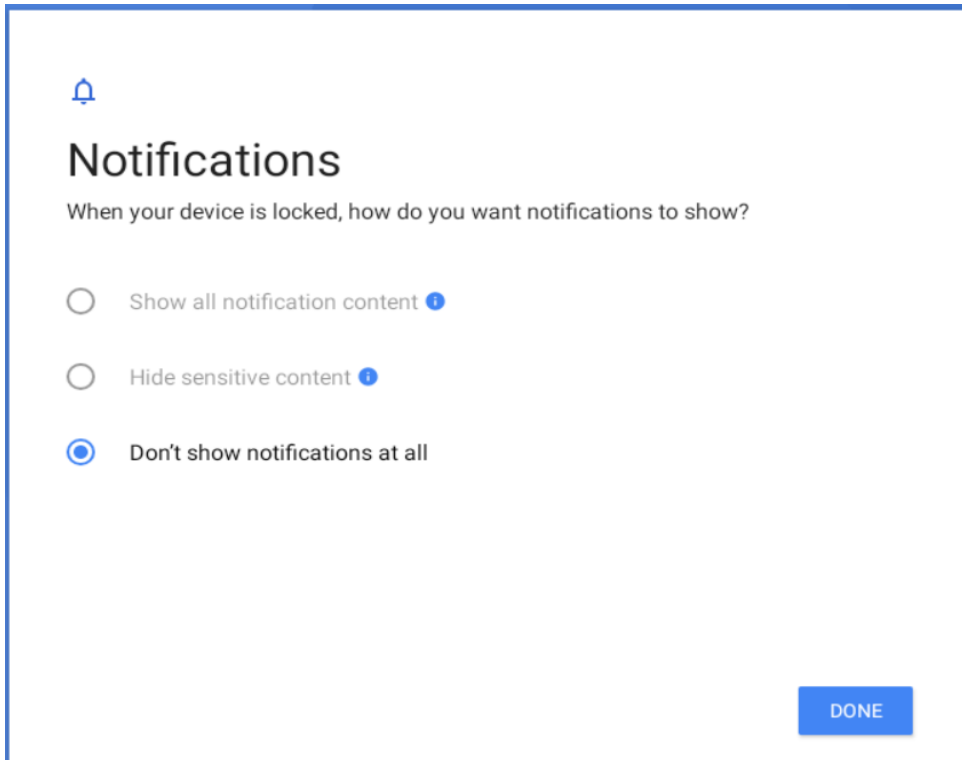 Notifications
When your device is locked, how do you want notifications to show?
Show all notification content
Hide sensitive content
Don’t show notifications at all
DONE